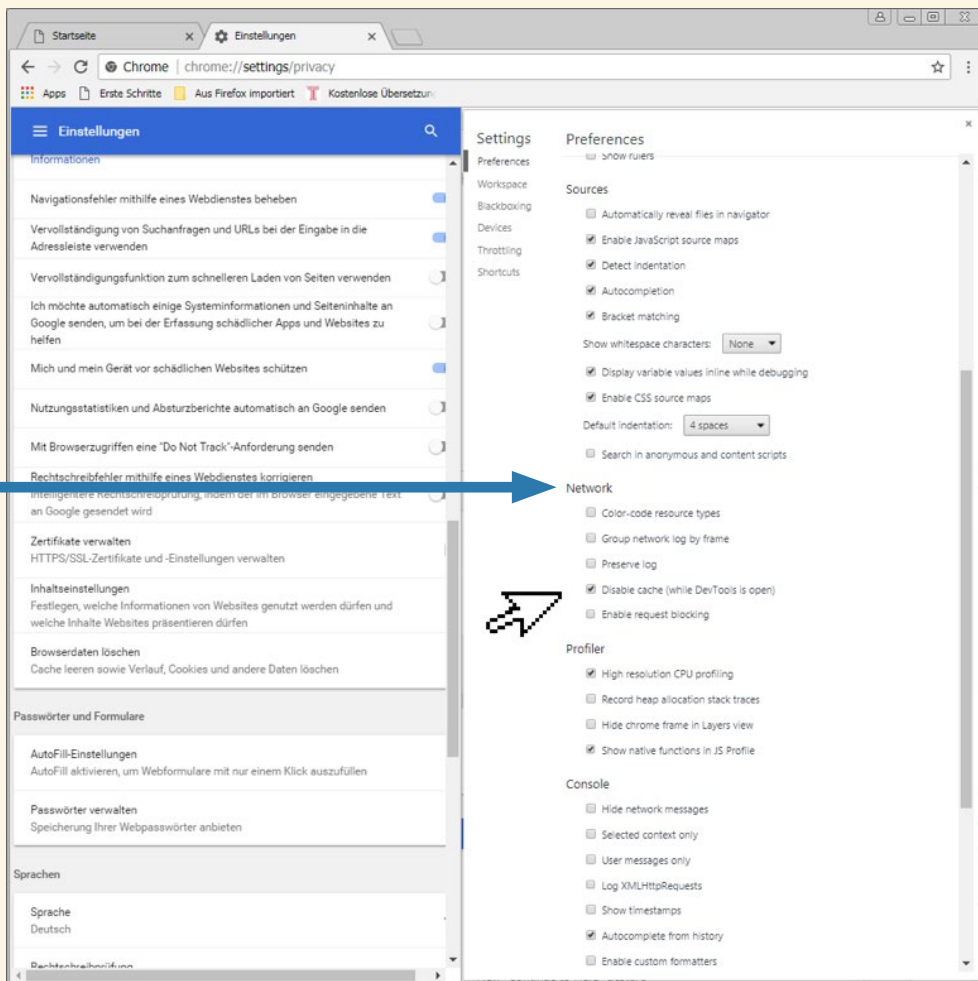 Startseite
Einstellungen
Chrome | chrome://settings/privacy
Apps Erste Schritte Aus Firefox importiert Kostenlose Übersetzung
Einstellungen
Informationen
Navigationsfehler mithilfe eines Webdienstes beheben
Vervollständigung von Suchanfragen und URLs bei der Eingabe in die
Adressleiste verwenden
Vervollständigungsfunktion zum schnelleren Laden von Seiten verwenden
Ich möchte automatisch einige Systeminformationen und Seiteninhalte an
Google senden, um bei der Erfassung schädlicher Apps und Websites zu
helfen
Mich und mein Gerät vor schädlichen Websites schützen
Nutzungsstatistiken und Absturzberichte automatisch an Google senden
Mit Browserzugriffen eine "Do Not Track"-Anforderung senden
Rechtschreibfehler mithilfe eines Webdienstes korrigieren
Intelligentere Rechtschreibprüfung, indem der im Browser eingegebene Text
an Google gesendet wird
Zertifikate verwalten
HTTPS/SSL-Zertifikate und -Einstellungen verwalten
Inhaltseinstellungen
Festlegen, welche Informationen von Websites genutzt werden dürfen und
welche Inhalte Websites präsentieren dürfen
Browserdaten löschen
Cache leeren sowie Verlauf, Cookies und andere Daten löschen
Passwörter und Formulare
AutoFill-Einstellungen
AutoFill aktivieren, um Webformulare mit nur einem Klick auszufüllen
Passwörter verwalten
Speicherung Ihrer Webpasswörter anbieten
Sprachen
Sprache
Deutsch
Rechtschreibprüfung
Settings
Preferences
Workspace
Blackboxing
Devices
Throttling
Shortcuts
Preferences
Show rulers
Sources
Automatically reveal files in navigator
Enable JavaScript source maps
Detect indentation
Autocompletion
Bracket matching
Show whitespace characters: None
Display variable values inline while debugging
Enable CSS source maps
Default indentation: 4 spaces
Search in anonymous and content scripts
Network
Color-code resource types
Group network log by frame
Preserve log
Disable cache (while DevTools is open)
Enable request blocking
Profiler
High resolution CPU profiling
Record heap allocation stack traces
Hide chrome frame in Layers view
Show native functions in JS Profile
Console
Hide network messages
Selected context only
User messages only
Log XMLHttpRequests
Show timestamps
Autocomplete from history
Enable custom formatters